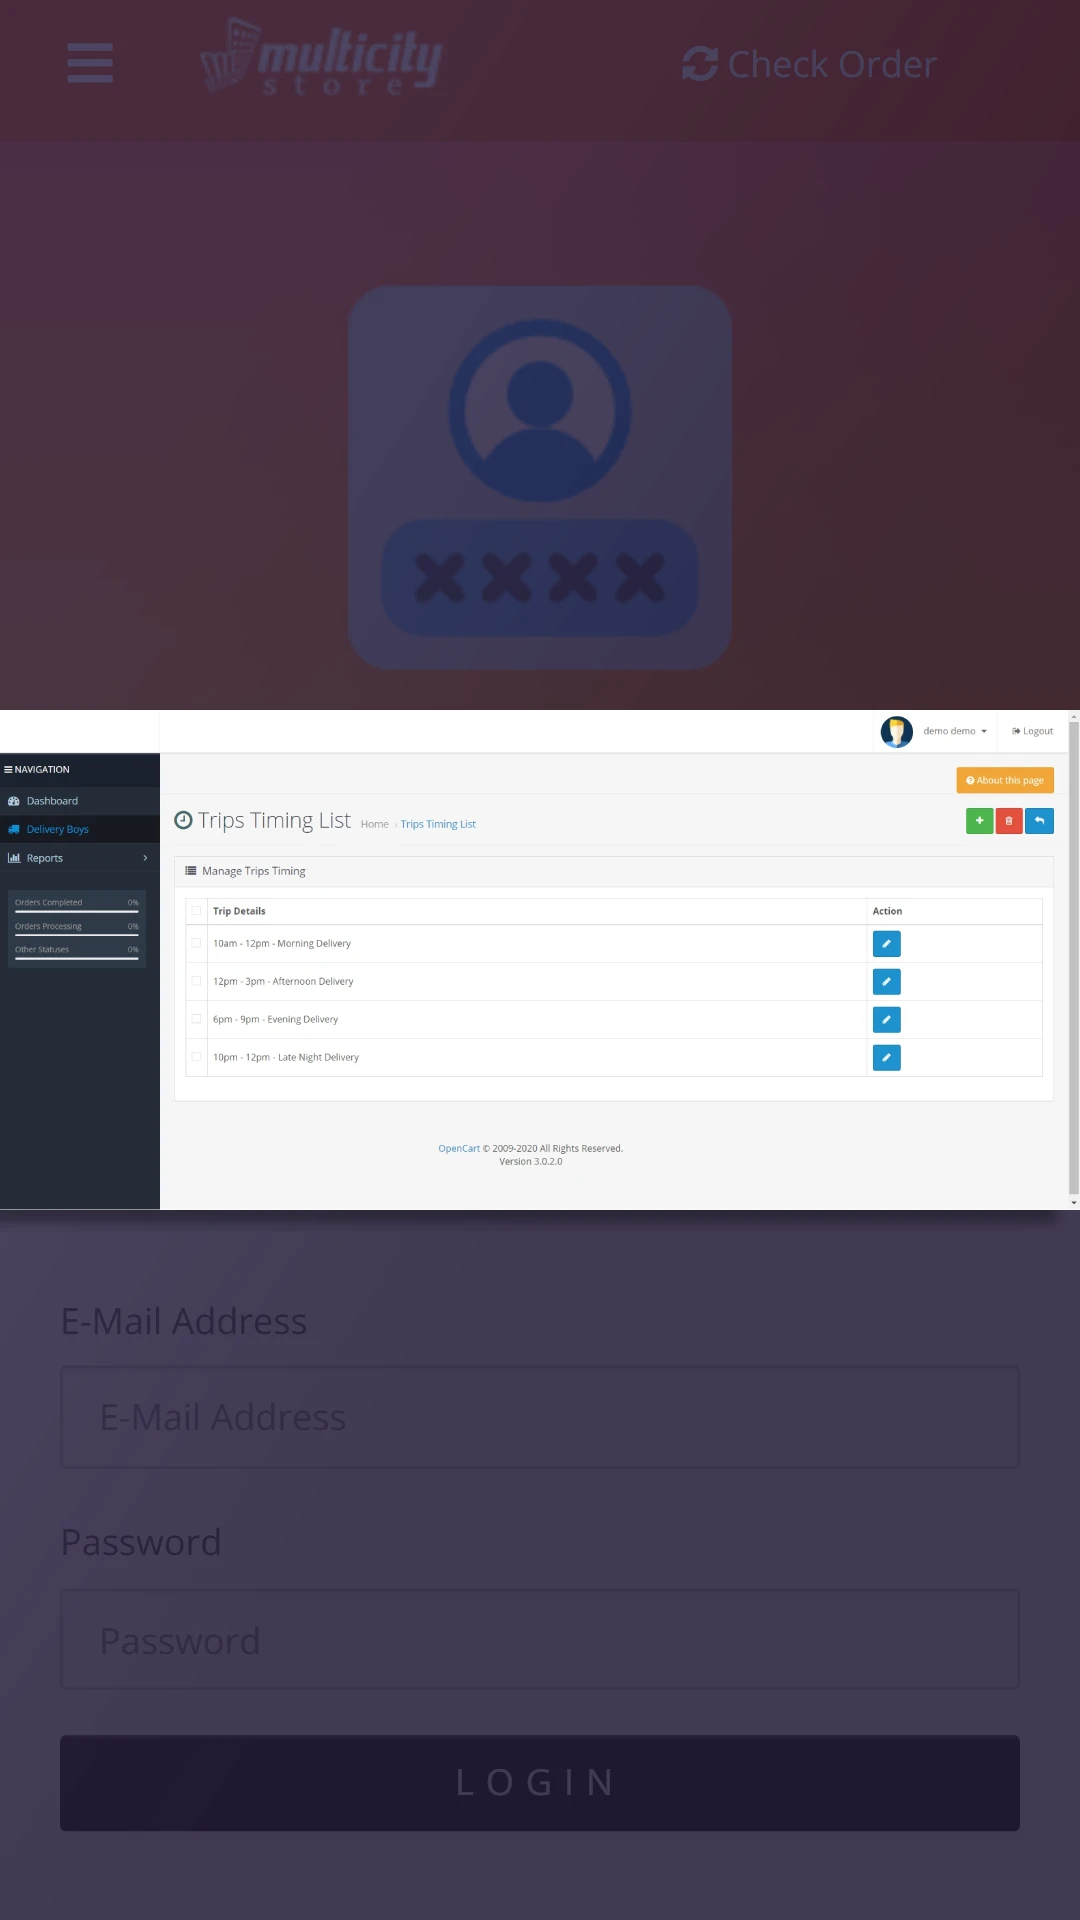 multicity
store
Check Order
demo demo
Logout
NAVIGATION
About this page
Dashboard
Trips Timing List
Home › Trips Timing List
Delivery Boys
Reports
Manage Trips Timing
Orders Completed 0%
Orders Processing 0%
Other Statuses 0%
Trip Details Action
10am - 12pm - Morning Delivery
12pm - 3pm - Afternoon Delivery
6pm - 9pm - Evening Delivery
10pm - 12pm - Late Night Delivery
OpenCart © 2009-2020 All Rights Reserved.
Version 3.0.2.0
E-Mail Address
E-Mail Address
Password
Password
LOGIN